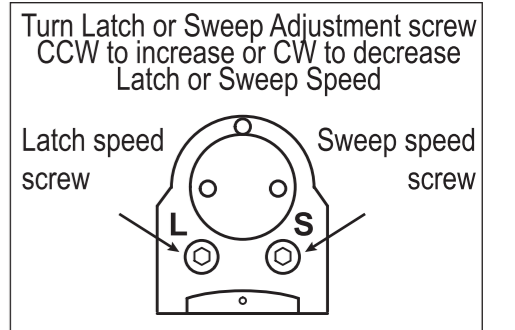 Turn Latch or Sweep Adjustment screw
CCW to increase or CW to decrease
Latch or Sweep Speed
Latch speed
screw
Sweep speed
screw
L
S